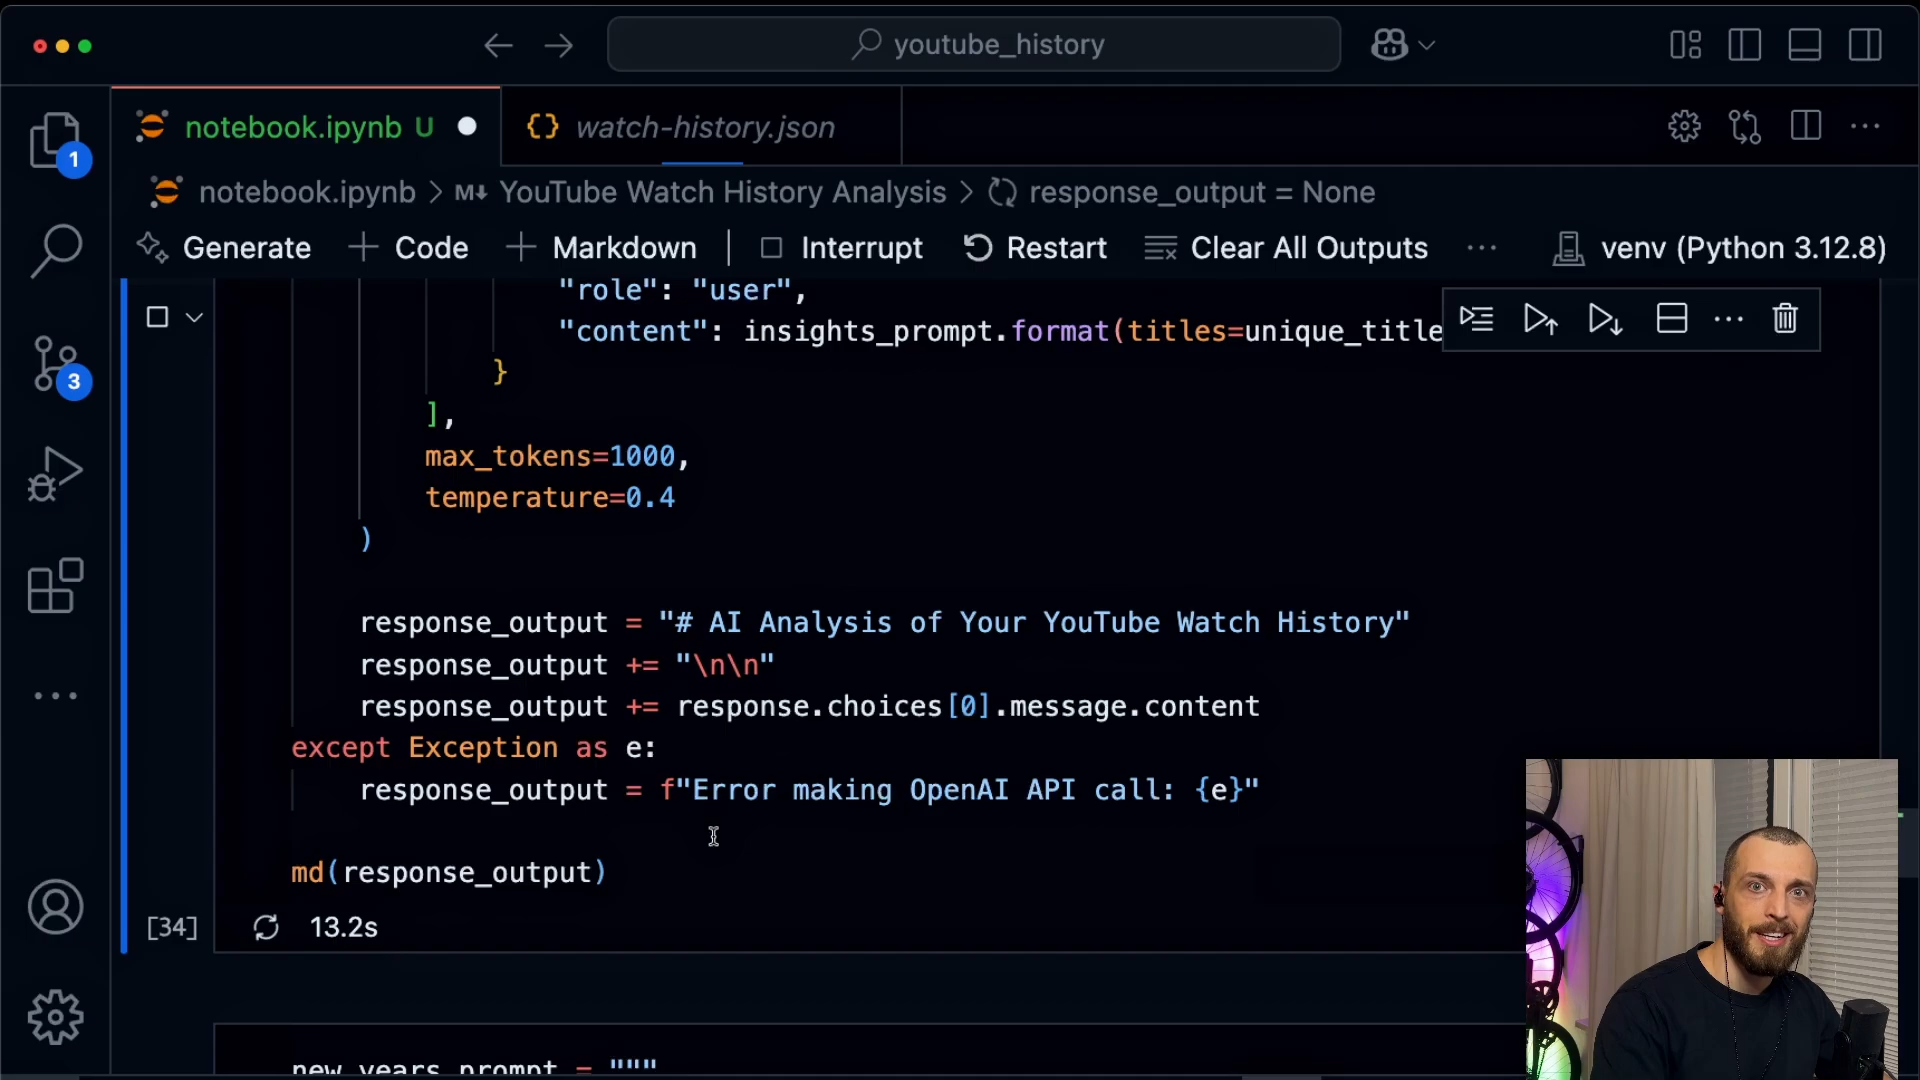 youtube_history
notebook.ipynb U
watch-history.json
1
notebook.ipynb > M↓ YouTube Watch History Analysis > response_output = None
Generate + Code + Markdown | Interrupt Restart Clear All Outputs ··· venv (Python 3.12.8)
"role": "user",
"content": insights_prompt.format(titles=unique_title
}
],
3
max_tokens=1000,
temperature=0.4
)
response_output = "# AI Analysis of Your YouTube Watch History"
response_output += "\n\n"
response_output += response.choices[0].message.content
except Exception as e:
response_output = f"Error making OpenAI API call: {e}"
md(response_output)
[34] 13.2s
new_years_prompt = """